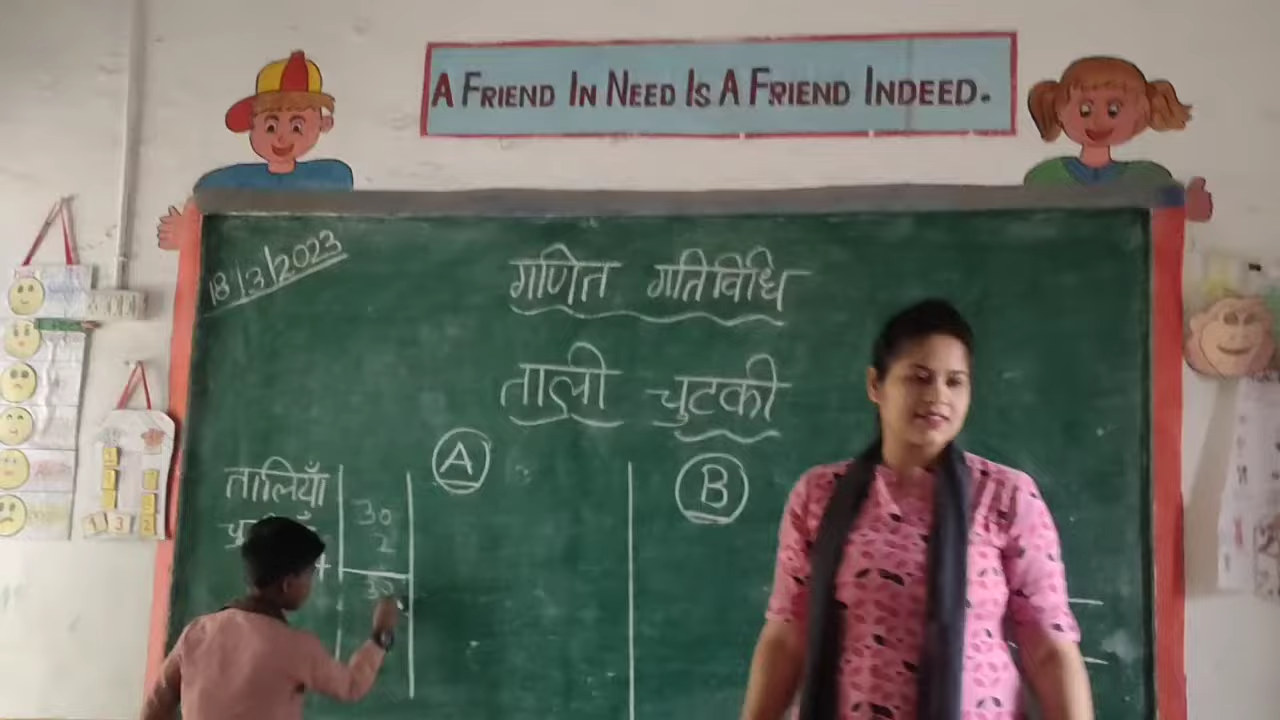 A FRIEND IN NEED IS A FRIEND INDEED.
18/3/2023
गणित गतिविधि
ताली चुटकी
A
B
तालियाँ 30
2
+
30